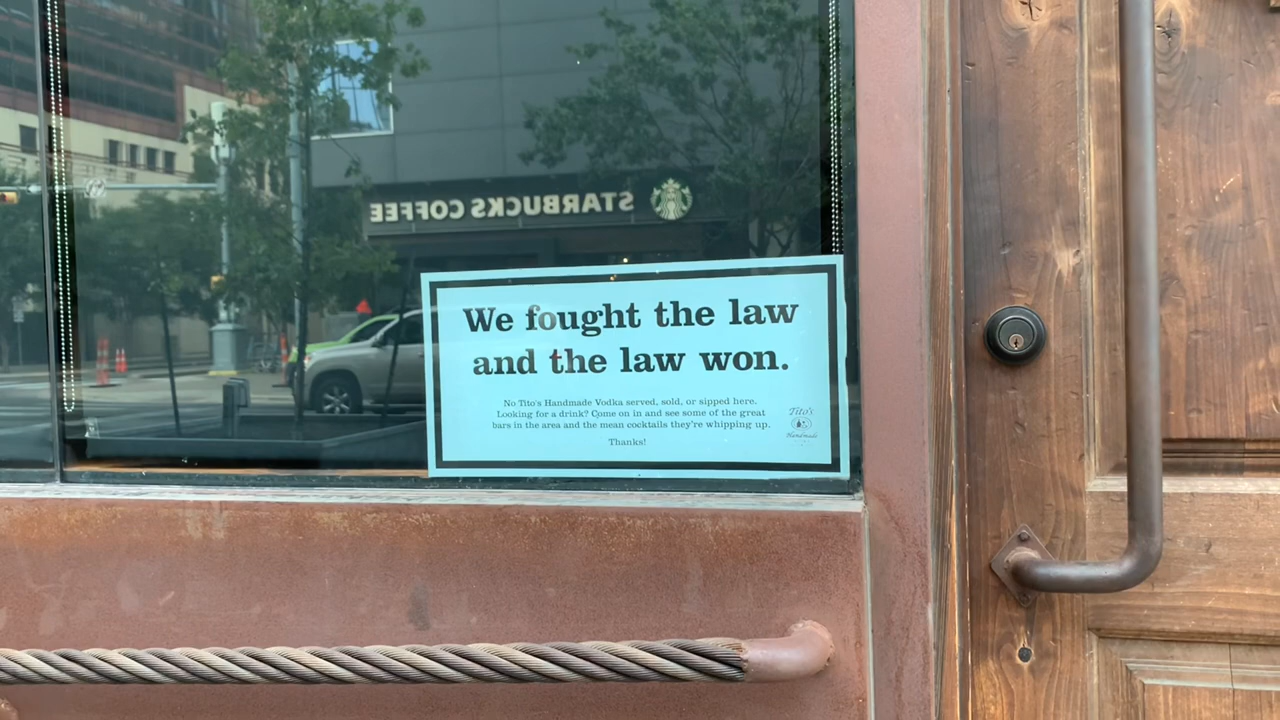 STARBUCKS COFFEE
We fought the law
and the law won.
No Tito's Handmade Vodka served, sold, or sipped here.
Looking for a drink? Come on in and see some of the great
bars in the area and the mean cocktails they're whipping up.
Thanks!
Tito's
Handmade